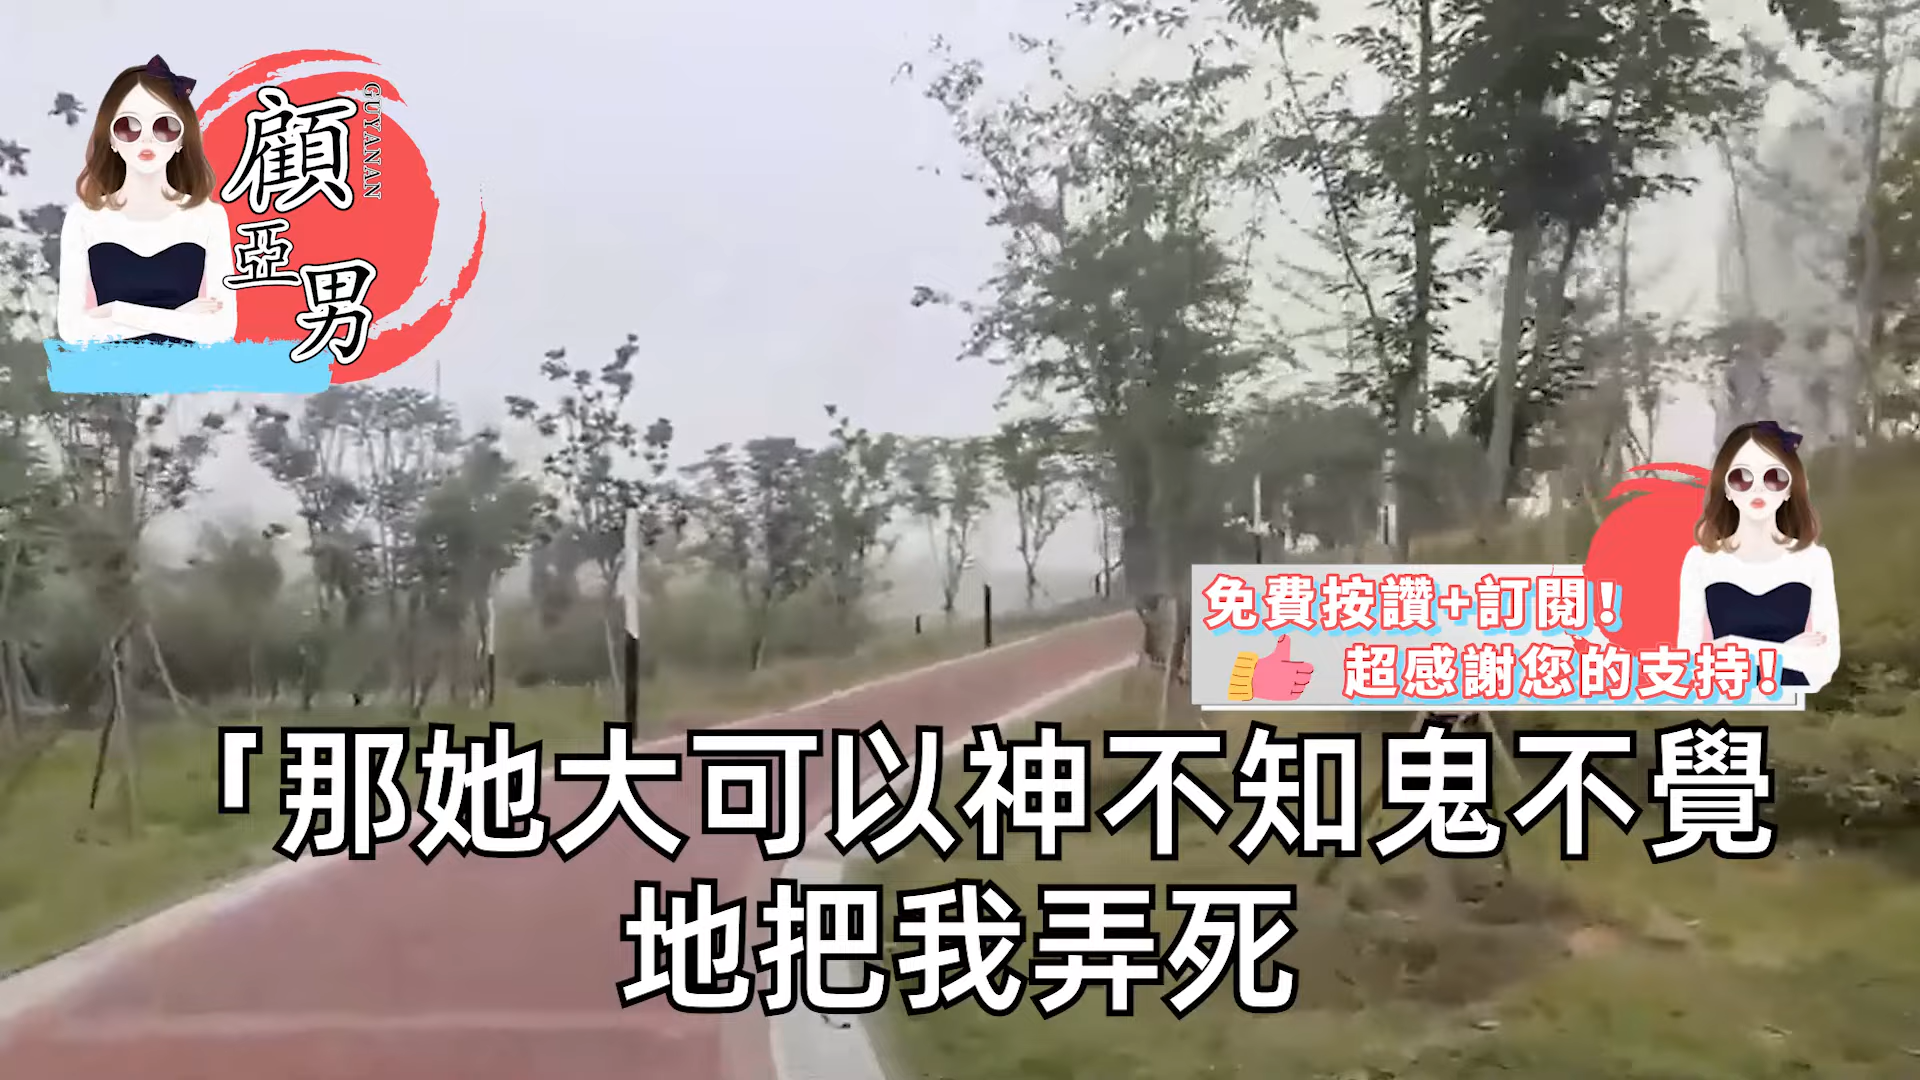 顧亞男
GUYANAN
免費按讚+訂閱!
超感謝您的支持!
「那她大可以神不知鬼不覺
地把我弄死